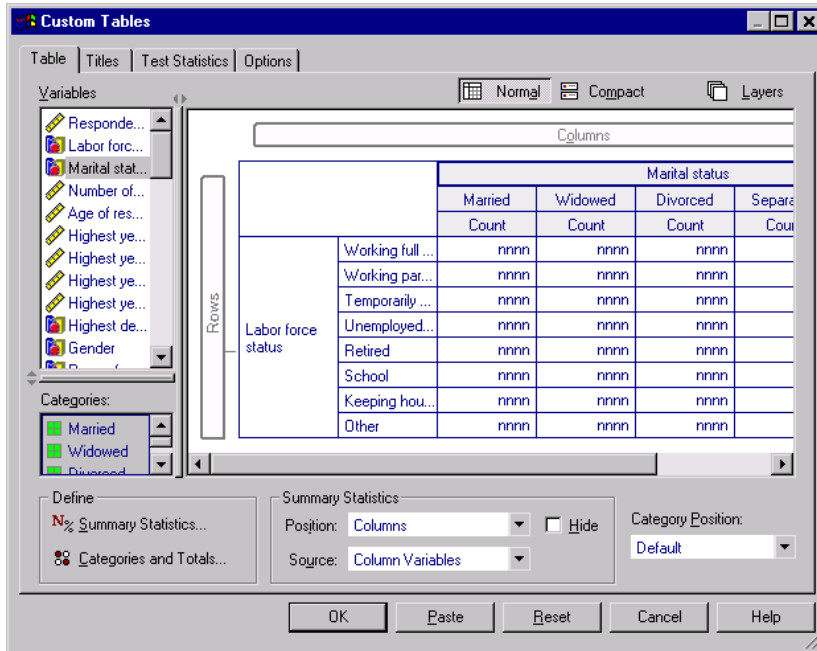 Custom Tables
Table Titles Test Statistics Options
Variables
Normal Compact Layers
Responde...
Labor forc...
Marital stat...
Number of...
Age of res...
Highest ye...
Highest ye...
Highest ye...
Highest ye...
Highest de...
Gender
Columns
Rows
Marital status
Married Widowed Divorced Separa
Count Count Count Cour
Labor force status
Working full ... nnnn nnnn nnnn
Working par... nnnn nnnn nnnn
Temporarily ... nnnn nnnn nnnn
Unemployed... nnnn nnnn nnnn
Retired nnnn nnnn nnnn
School nnnn nnnn nnnn
Keeping hou... nnnn nnnn nnnn
Other nnnn nnnn nnnn
Categories:
Married
Widowed
Divorced
Define
N% Summary Statistics...
Categories and Totals...
Summary Statistics
Position: Columns Hide
Source: Column Variables
Category Position:
Default
OK Paste Reset Cancel Help